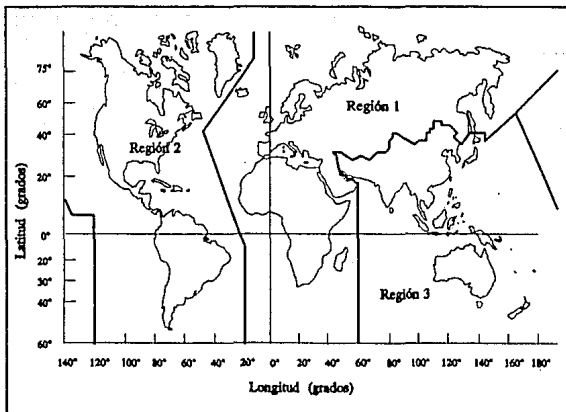 75°
60°
40°
20°
0°
20°
30°
40°
60°
Latitud (grados)
Región 1
Región 2
Región 3
140° 120° 100° 80° 60° 40° 20° 0° 20° 40° 60° 80° 100° 120° 140° 160° 180°
Longitud (grados)